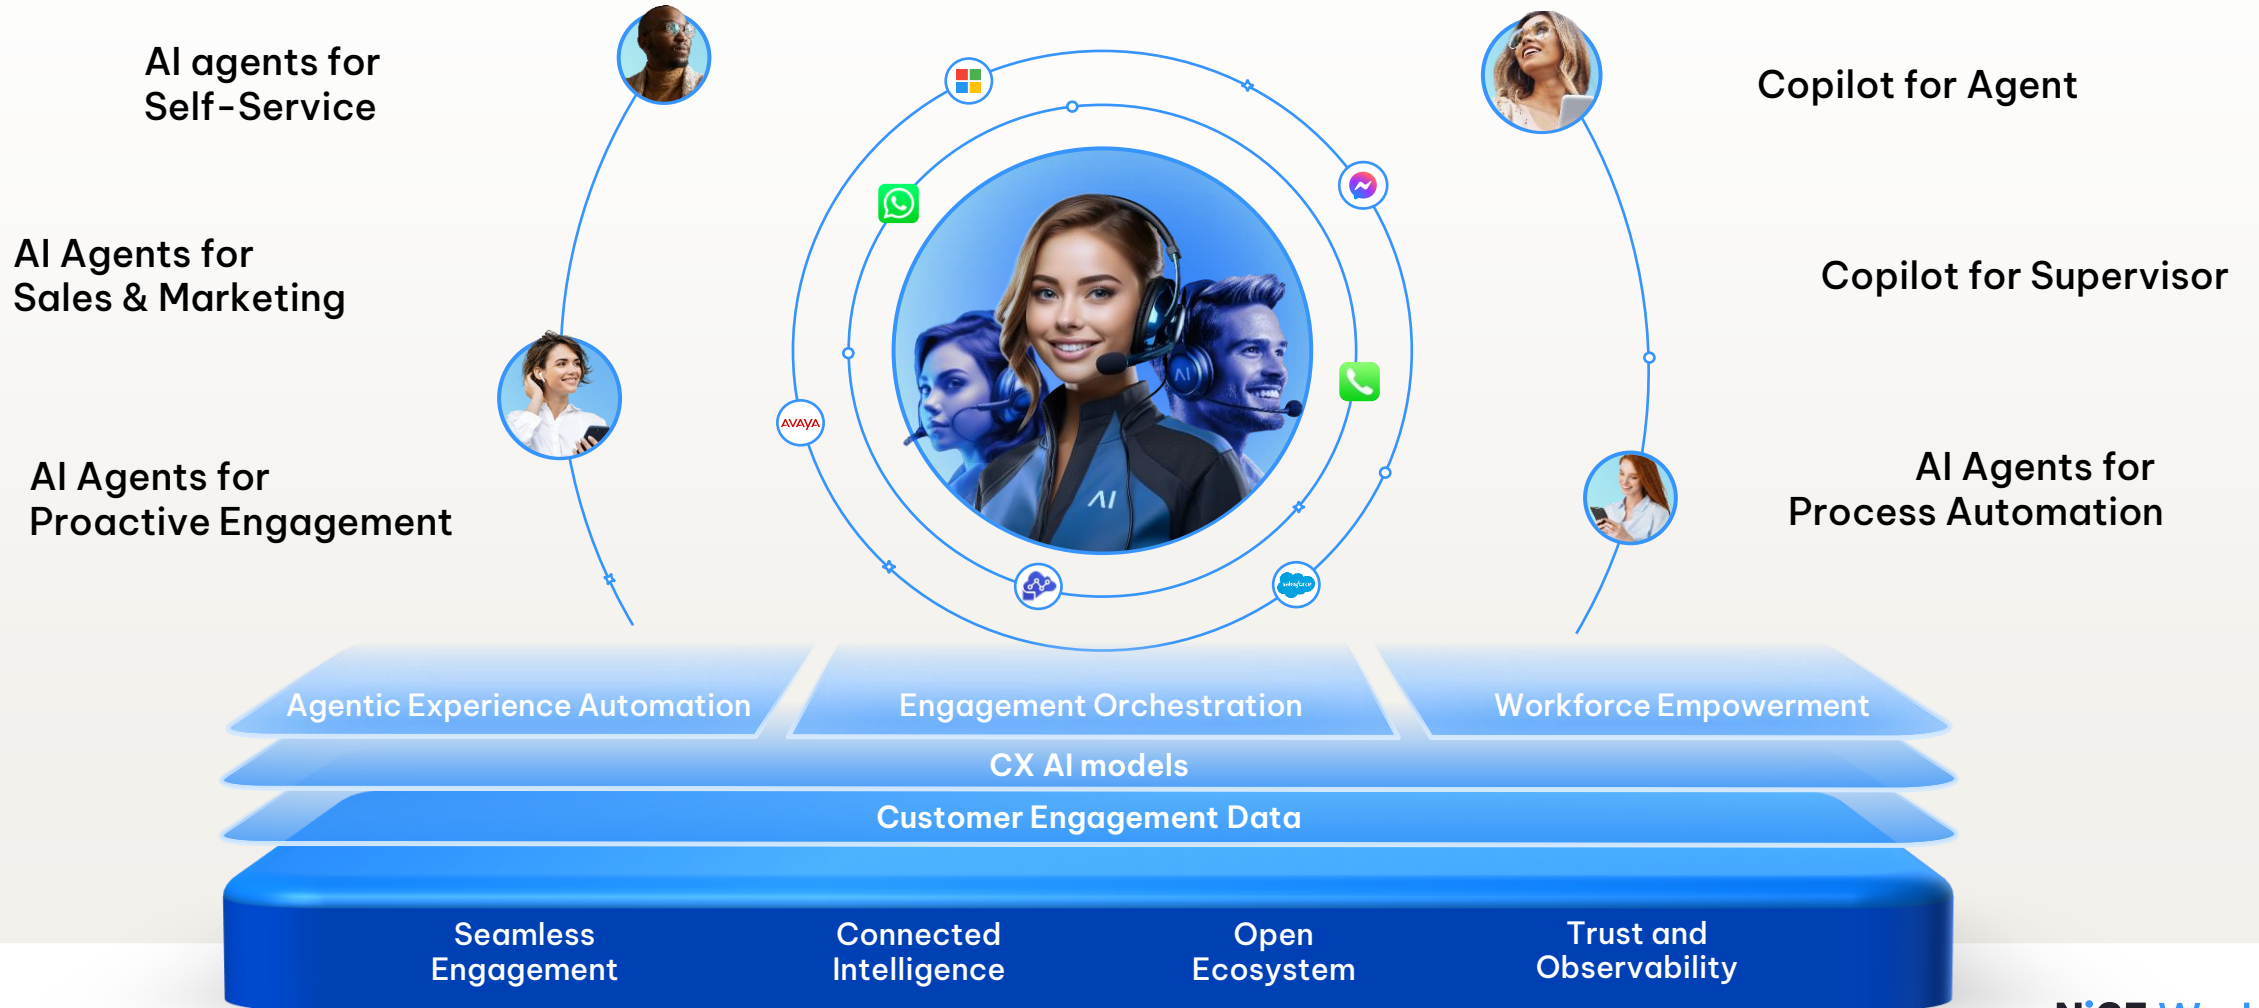 AI agents for
Self-Service
AI Agents for
Sales & Marketing
AI Agents for
Proactive Engagement
Copilot for Agent
Copilot for Supervisor
AI Agents for
Process Automation
AVAYA
AI
AI
salesforce
Agentic Experience Automation
Engagement Orchestration
Workforce Empowerment
CX AI models
Customer Engagement Data
Seamless
Engagement
Connected
Intelligence
Open
Ecosystem
Trust and
Observability